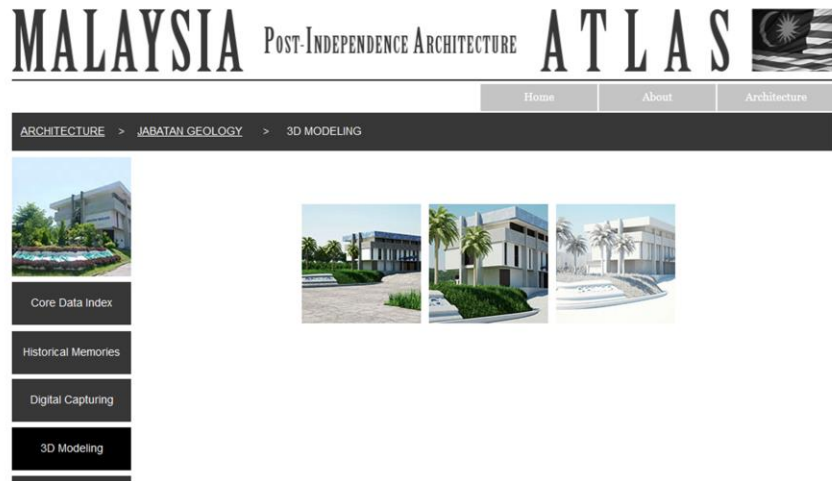 MALAYSIA POST-INDEPENDENCE ARCHITECTURE ATLAS
Home About Architecture
ARCHITECTURE > JABATAN GEOLOGY > 3D MODELING
Core Data Index
Historical Memories
Digital Capturing
3D Modeling